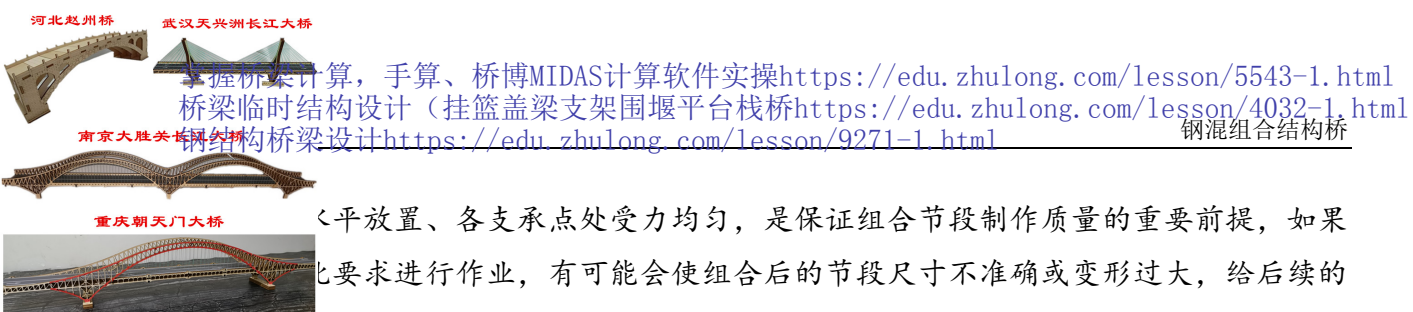 河北赵州桥
武汉天兴洲长江大桥
掌握桥梁计算，手算、桥博MIDAS计算软件实操https://edu.zhulong.com/lesson/5543-1.html
桥梁临时结构设计（挂篮盖梁支架围堰平台栈桥https://edu.zhulong.com/lesson/4032-1.html
南京大胜关长江大桥
钢结构桥梁设计https://edu.zhulong.com/lesson/9271-1.html
钢混组合结构桥
重庆朝天门大桥
水平放置、各支承点处受力均匀，是保证组合节段制作质量的重要前提，如果
要求进行作业，有可能会使组合后的节段尺寸不准确或变形过大，给后续的